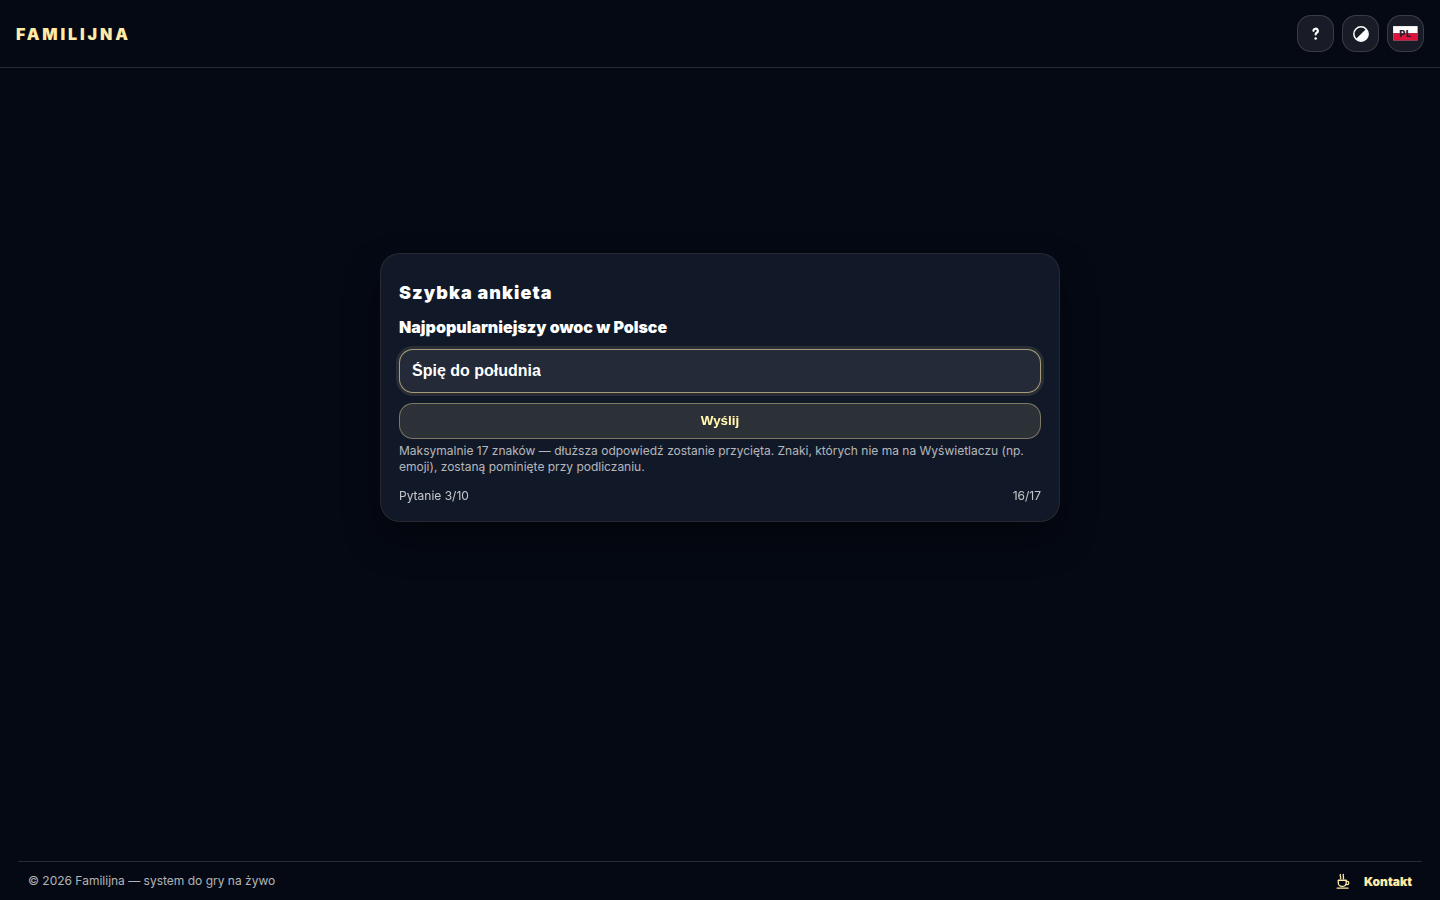 FAMILIJNA
?
PL
Szybka ankieta
Najpopularniejszy owoc w Polsce
Śpię do południa
Wyślij
Maksymalnie 17 znaków — dłuższa odpowiedź zostanie przycięta. Znaki, których nie ma na Wyświetlaczu (np.
emoji), zostaną pominięte przy podliczaniu.
Pytanie 3/10
16/17
© 2026 Familijna — system do gry na żywo
Kontakt